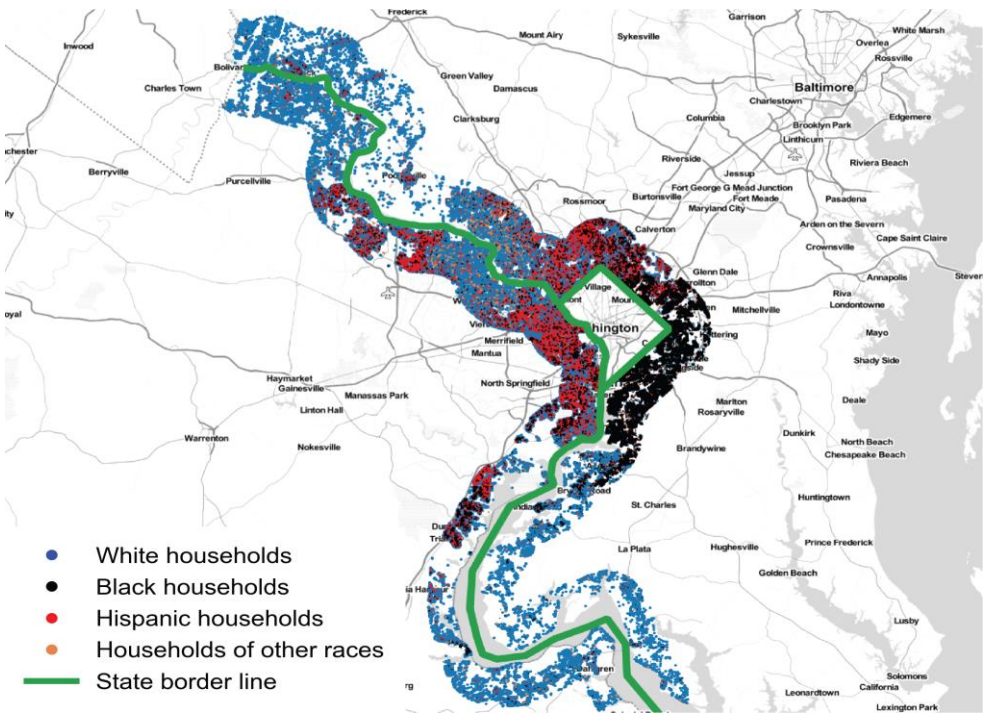 Frederick
Garrison
White Marsh
Inwood
Mount Airy
Sykesville
Overlea
Rossville
Bolivar
Green Valley
Charles Town
Damascus
Baltimore
Charlestown
Clarksburg
Columbia
Brooklyn Park
Edgemere
Linthicum
nchester
Riverside
Riviera Beach
Berryville
Purcellville
Jessup
Rossmoor
Fort George G Mead Junction
Burtonsville
Fort Meade
Pasadena
Maryland City
Arden on the Severn
Calverton
Cape Saint Claire
Crownsville
Glenn Dale
Annapolis
Stevens
Village
Riva
Londontowne
Mitchellville
hington
Mayo
Merrifield
Mantua
Shady Side
North Springfield
Haymarket
Gainesville
Manassas Park
Marlton
Deale
Linton Hall
Rosaryville
Warrenton
Nokesville
Dunkirk
North Beach
Brandywine
Chesapeake Beach
St. Charles
Huntingtown
La Plata
Hughesville
Prince Frederick
Golden Beach
Lusby
Dahlgren
Solomons
California
Leonardtown
Lexington Park
White households
Black households
Hispanic households
Households of other races
State border line